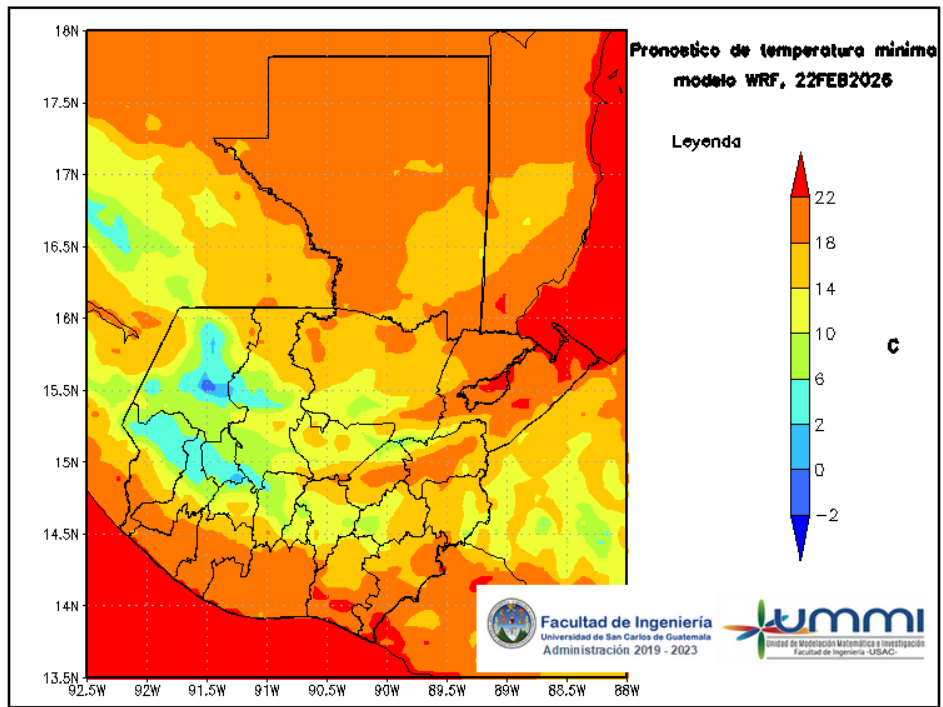 Pronostico de temperatura minima
modelo WRF, 22FEB2026
Leyenda
22
18
14
10
6
2
0
−2
C
18N
17.5N
17N
16.5N
16N
15.5N
15N
14.5N
14N
13.5N
92.5W
92W
91.5W
91W
90.5W
90W
89.5W
89W
88.5W
88W
Facultad de Ingeniería
Universidad de San Carlos de Guatemala
Administración 2019 - 2023
UMMI
Unidad de Modelación Matemática e Investigación
Facultad de Ingeniería -USAC-